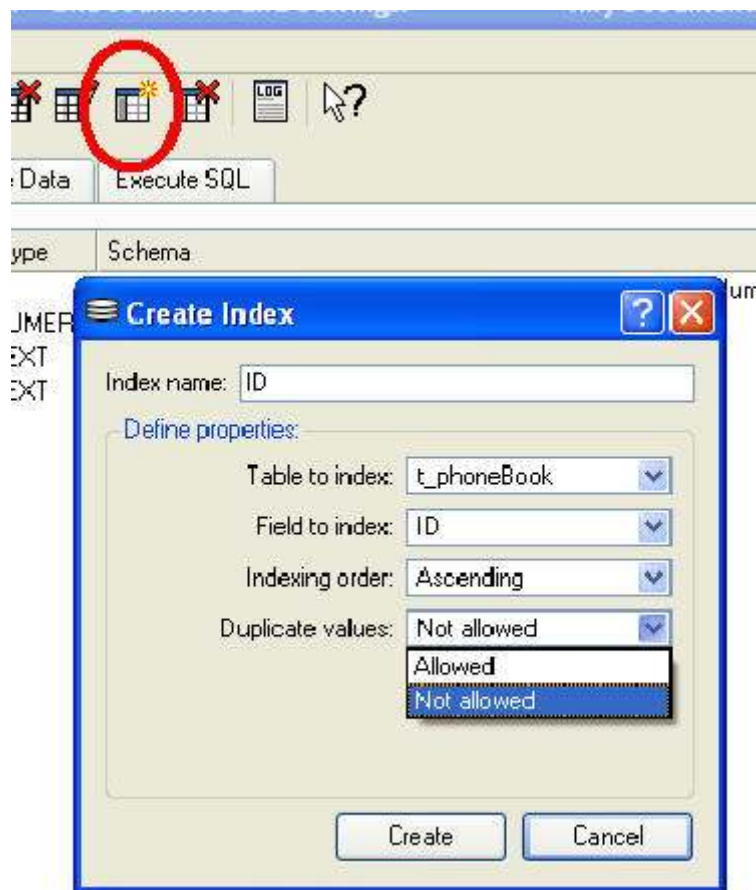 LOG
?
Data
Execute SQL
Schema
Create Index
?
Index name: ID
Define properties:
Table to index: t_phoneBook
Field to index: ID
Indexing order: Ascending
Duplicate values: Not allowed
Allowed
Not allowed
Create
Cancel